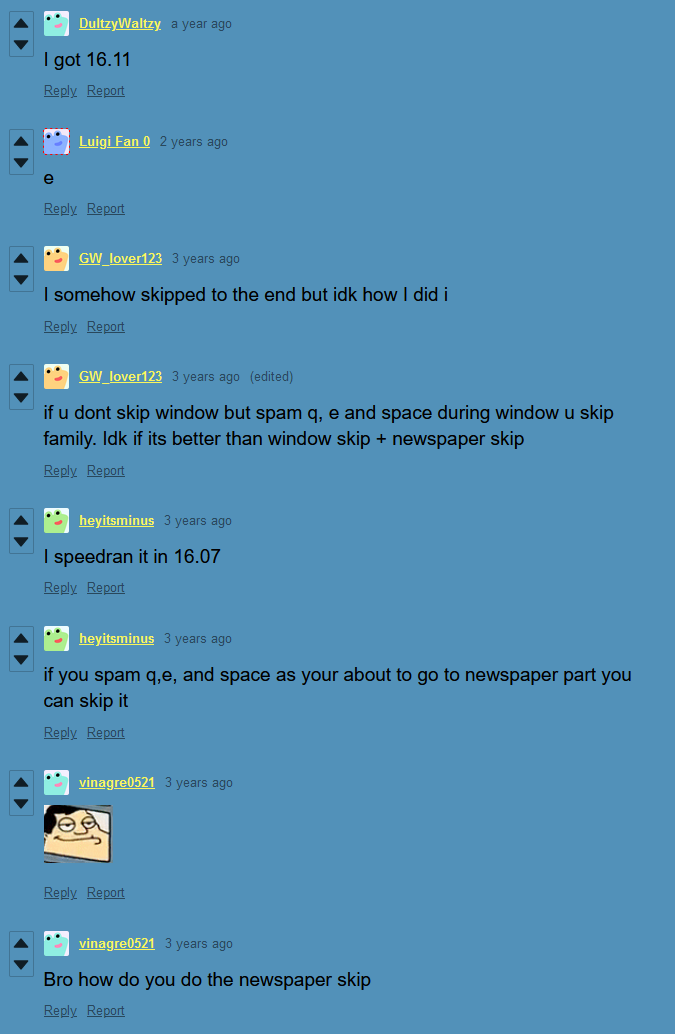 DultzyWaltzy a year ago
I got 16.11
Reply Report
Luigi Fan 0 2 years ago
e
Reply Report
GW_lover123 3 years ago
I somehow skipped to the end but idk how I did i
Reply Report
GW_lover123 3 years ago (edited)
if u dont skip window but spam q, e and space during window u skip
family. Idk if its better than window skip + newspaper skip
Reply Report
heyitsminus 3 years ago
I speedran it in 16.07
Reply Report
heyitsminus 3 years ago
if you spam q,e, and space as your about to go to newspaper part you
can skip it
Reply Report
vinagre0521 3 years ago
Reply Report
vinagre0521 3 years ago
Bro how do you do the newspaper skip
Reply Report